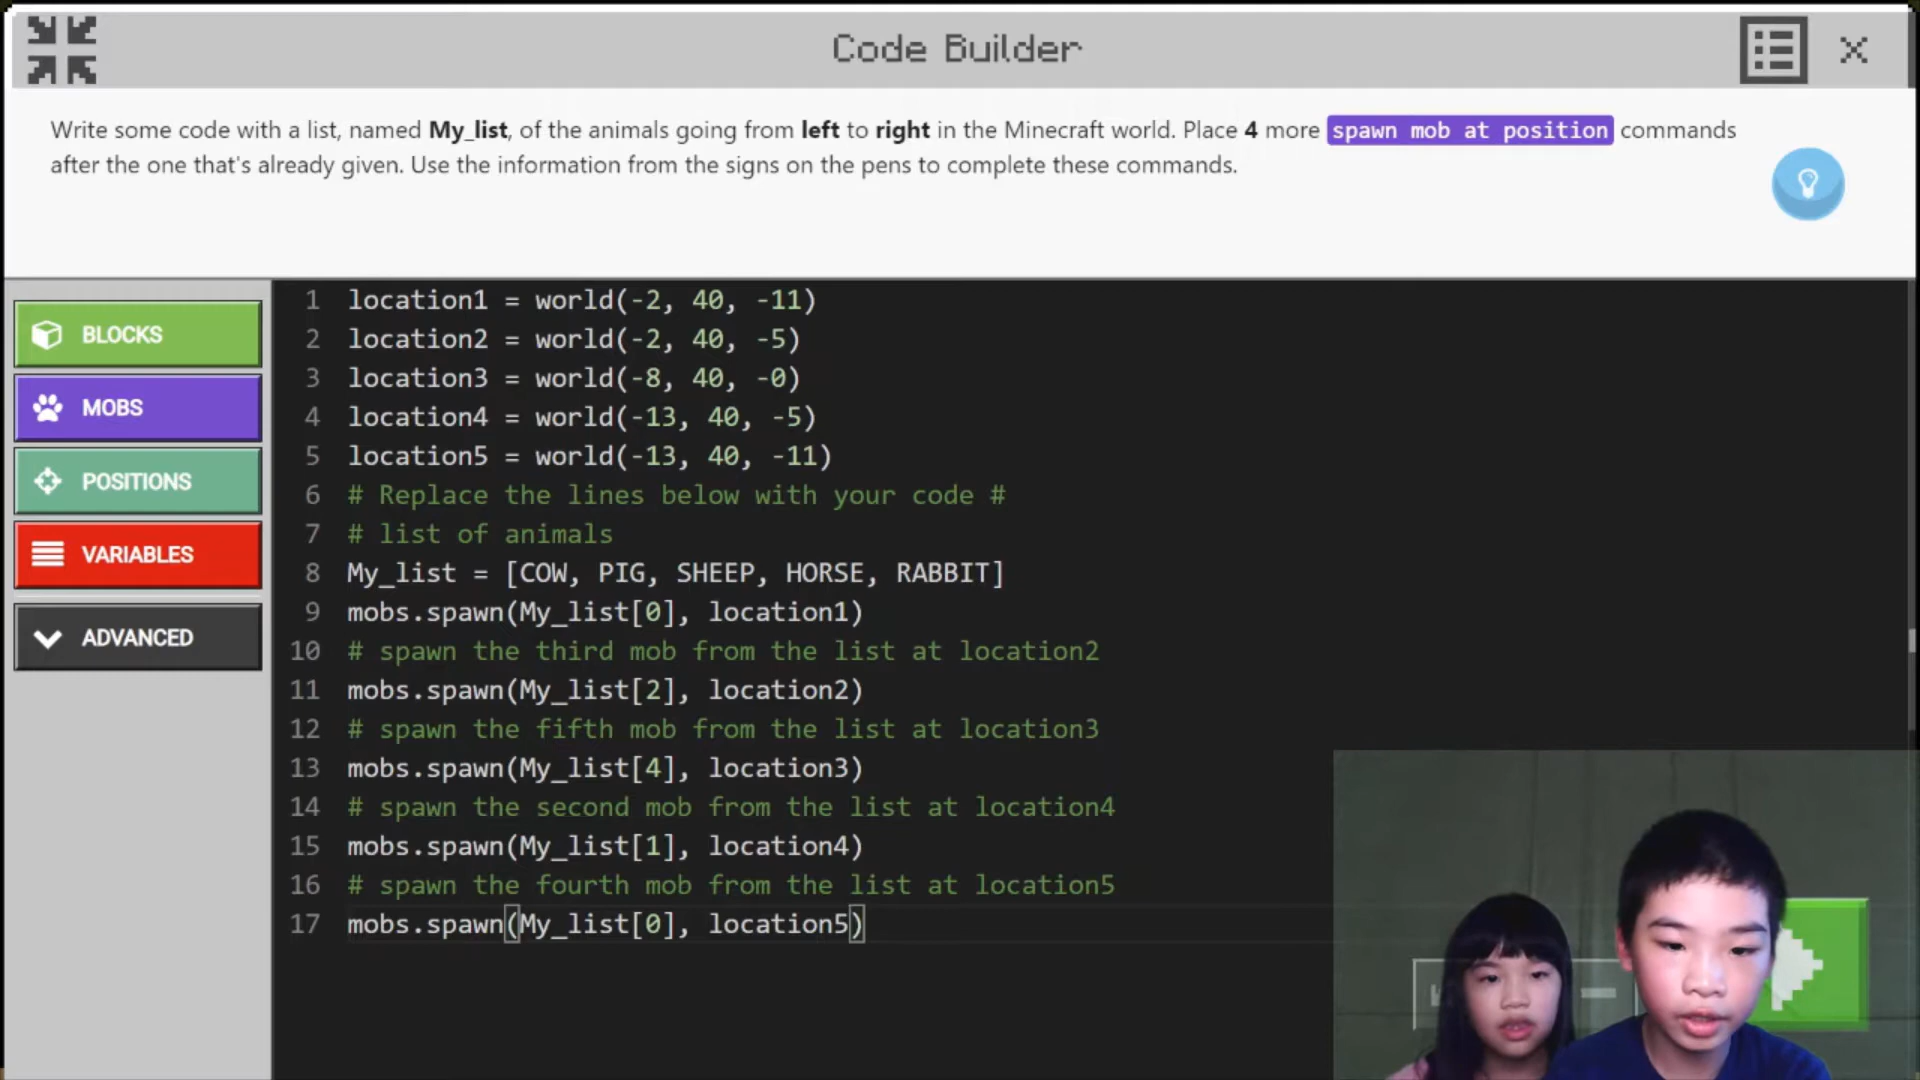 Code Builder
Write some code with a list, named My_list, of the animals going from left to right in the Minecraft world. Place 4 more spawn mob at position commands
after the one that's already given. Use the information from the signs on the pens to complete these commands.
BLOCKS
MOBS
POSITIONS
VARIABLES
ADVANCED
1 location1 = world(-2, 40, -11)
2 location2 = world(-2, 40, -5)
3 location3 = world(-8, 40, -0)
4 location4 = world(-13, 40, -5)
5 location5 = world(-13, 40, -11)
6 # Replace the lines below with your code #
7 # list of animals
8 My_list = [COW, PIG, SHEEP, HORSE, RABBIT]
9 mobs.spawn(My_list[0], location1)
10 # spawn the third mob from the list at location2
11 mobs.spawn(My_list[2], location2)
12 # spawn the fifth mob from the list at location3
13 mobs.spawn(My_list[4], location3)
14 # spawn the second mob from the list at location4
15 mobs.spawn(My_list[1], location4)
16 # spawn the fourth mob from the list at location5
17 mobs.spawn(My_list[0], location5)